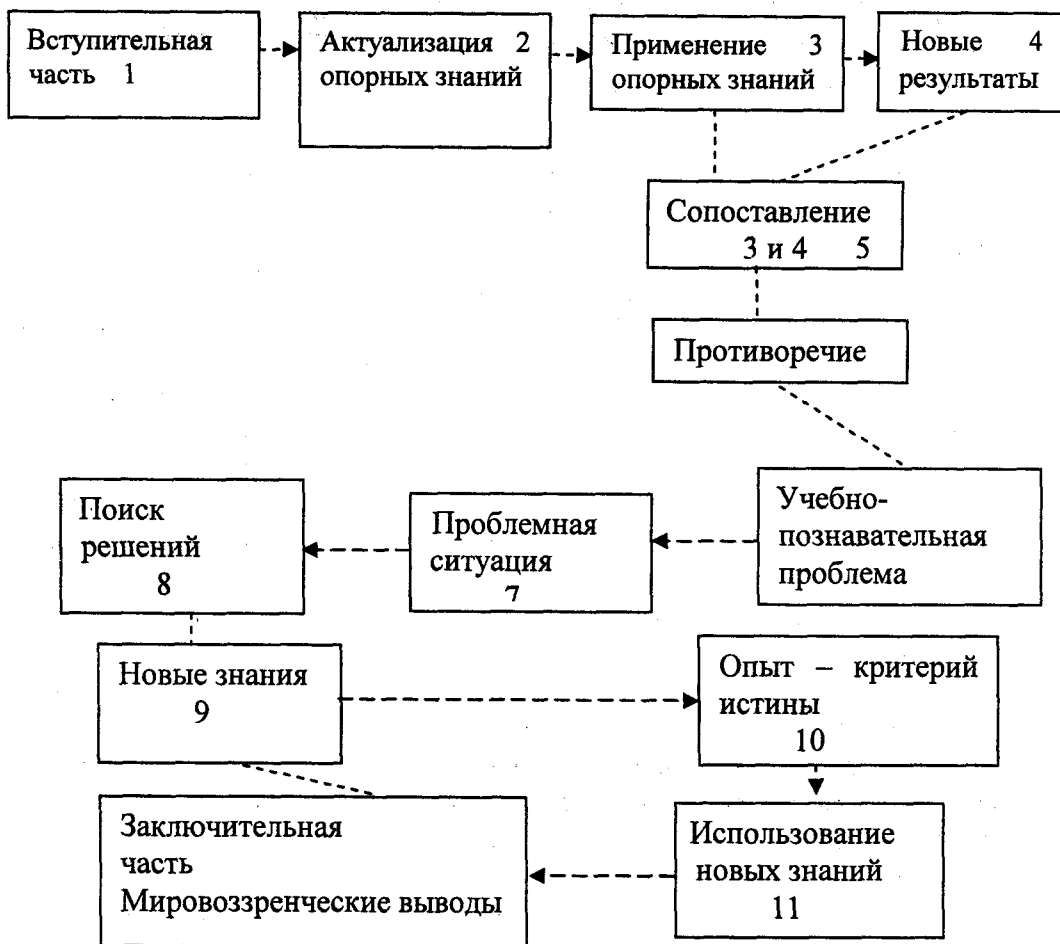 Вступительная
часть 1
Актуализация 2
опорных знаний
Применение 3
опорных знаний
Новые 4
результаты
Сопоставление
3 и 4 5
Противоречие
Учебно-
познавательная
проблема
Проблемная
ситуация
7
Поиск
решений
8
Новые знания
9
Опыт – критерий
истины
10
Использование
новых знаний
11
Заключительная
часть
Мировоззренческие выводы